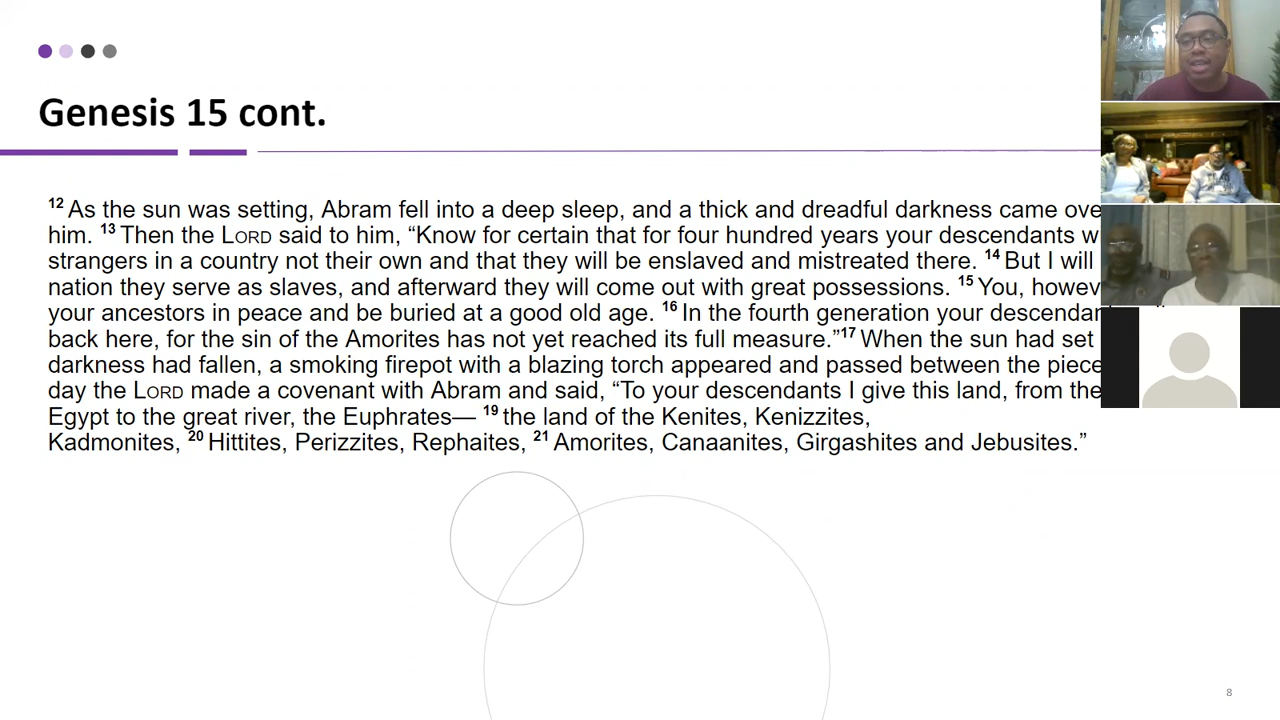 Genesis 15 cont.
12 As the sun was setting, Abram fell into a deep sleep, and a thick and dreadful darkness came ove
him. 13 Then the LORD said to him, “Know for certain that for four hundred years your descendants w
strangers in a country not their own and that they will be enslaved and mistreated there. 14 But I will
nation they serve as slaves, and afterward they will come out with great possessions. 15 You, howev
your ancestors in peace and be buried at a good old age. 16 In the fourth generation your descendan
back here, for the sin of the Amorites has not yet reached its full measure.”17 When the sun had set
darkness had fallen, a smoking firepot with a blazing torch appeared and passed between the piece
day the LORD made a covenant with Abram and said, “To your descendants I give this land, from the
Egypt to the great river, the Euphrates— 19 the land of the Kenites, Kenizzites,
Kadmonites, 20 Hittites, Perizzites, Rephaites, 21 Amorites, Canaanites, Girgashites and Jebusites.”
8